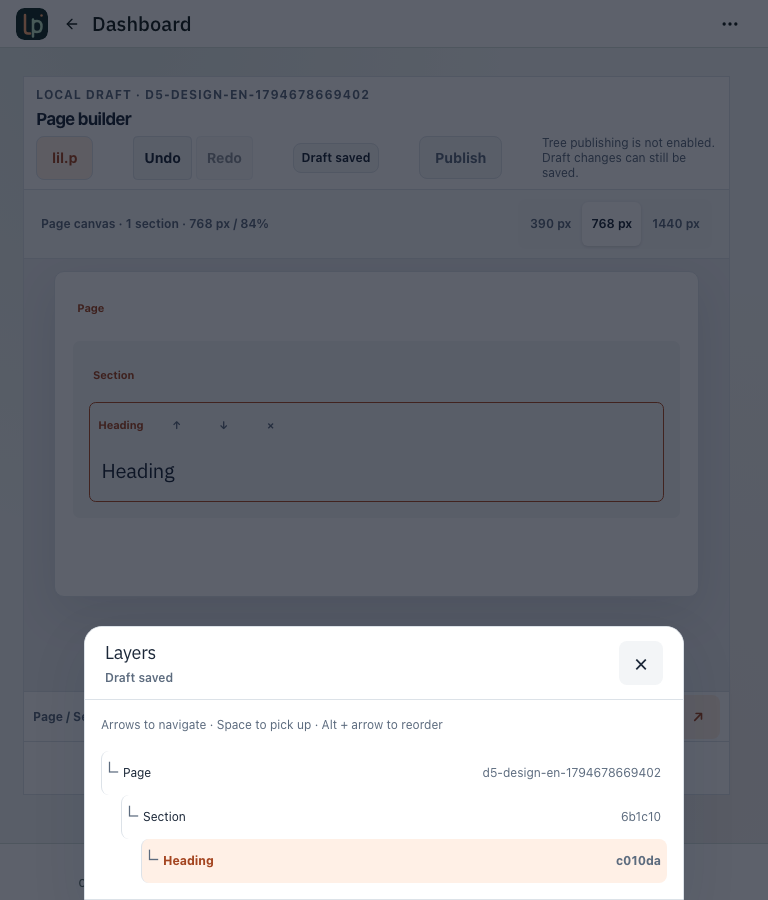 lp
← Dashboard
LOCAL DRAFT · D5-DESIGN-EN-1794678669402
Page builder
lil.p
Undo
Redo
Draft saved
Publish
Tree publishing is not enabled.
Draft changes can still be
saved.
Page canvas · 1 section · 768 px / 84%
390 px
768 px
1440 px
Page
Section
Heading ↑ ↓ ×
Heading
Layers
Draft saved
Page / Se
Arrows to navigate · Space to pick up · Alt + arrow to reorder
Page d5-design-en-1794678669402
Section 6b1c10
Heading c010da